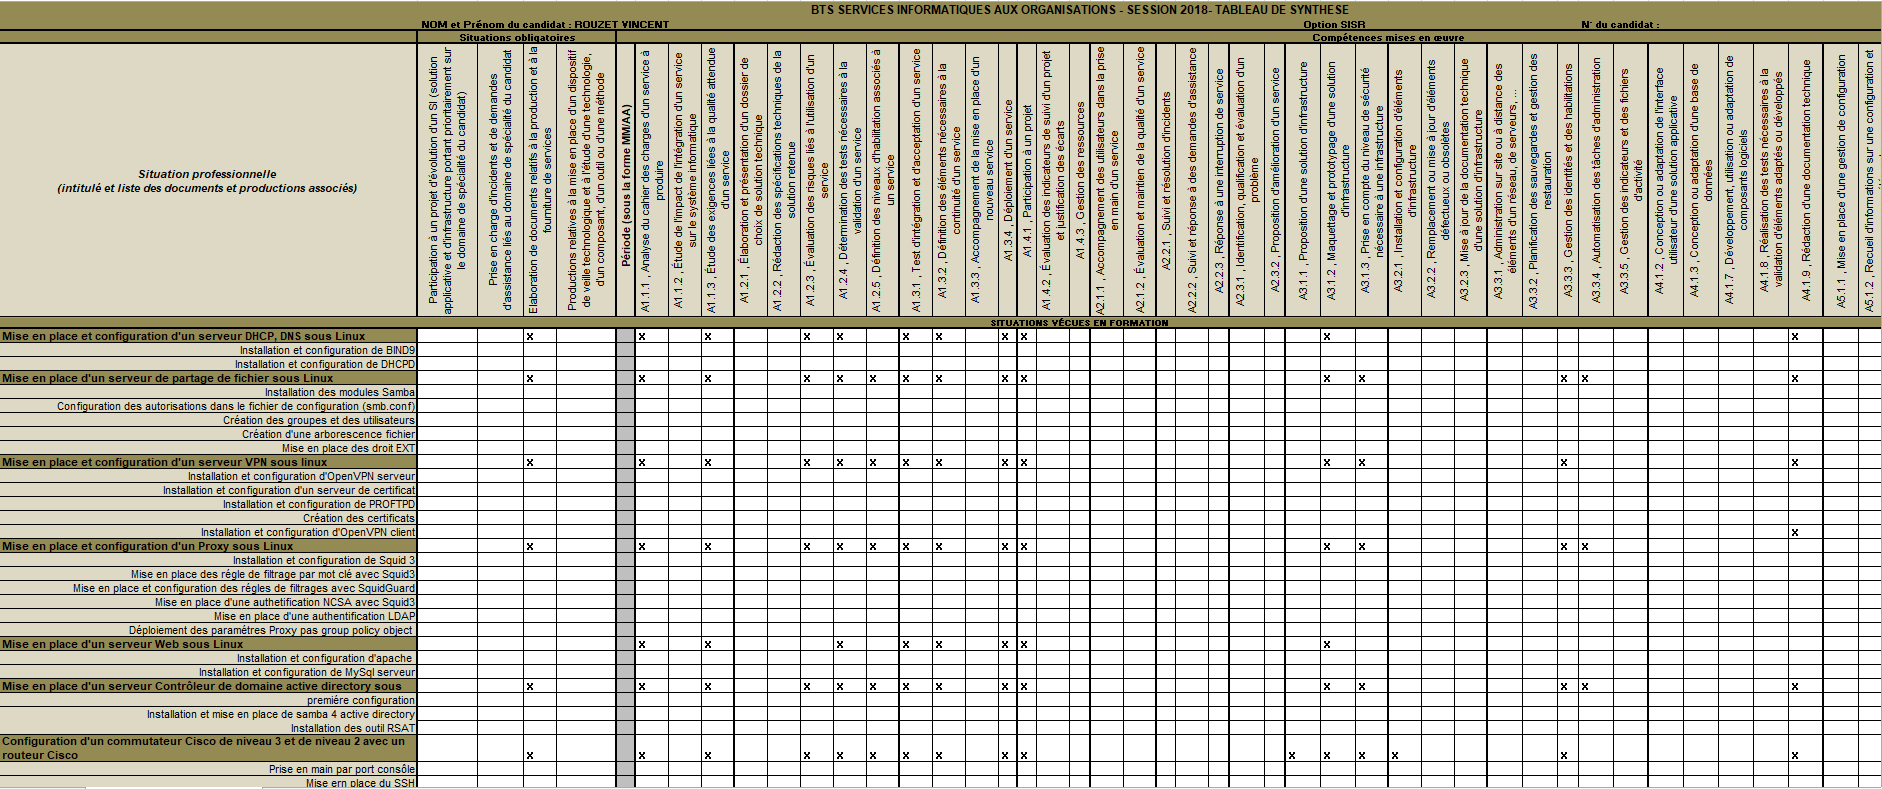 BTS SERVICES INFORMATIQUES AUX ORGANISATIONS - SESSION 2018- TABLEAU DE SYNTHESE
NOM et Prénom du candidat : ROUZET VINCENT
Option SISR
N° du candidat :
Situations obligatoires
Compétences mises en œuvre
Situation professionnelle
(intitulé et liste des documents et productions associés)
Participation à un projet d'évolution d'un SI (solution
applicative et d'infrastructure portant prioritairement sur
le domaine de spécialité du candidat)
Prise en charge d'incidents et de demandes
d'assistance liés au domaine de spécialité du candidat
Elaboration de documents relatifs à la production et à la
fourniture de services
Productions relatives à la mise en place d'un dispositif
de veille technologique et à l'étude d'une technologie,
d'un composant, d'un outil ou d'une méthode
Période (sous la forme MM/AA)
A1.1.1 , Analyse du cahier des charges d'un service à
produire
A1.1.2 , Étude de l'impact de l'intégration d'un service
sur le système informatique
A1.1.3 , Étude des exigences liées à la qualité attendue
d'un service
A1.2.1 , Élaboration et présentation d'un dossier de
choix de solution technique
A1.2.2 , Rédaction des spécifications techniques de la
solution retenue
A1.2.3 , Évaluation des risques liés à l'utilisation d'un
service
A1.2.4 , Détermination des tests nécessaires à la
validation d'un service
A1.2.5 , Définition des niveaux d'habilitation associés à
un service
A1.3.1 , Test d'intégration et d'acceptation d'un service
A1.3.2 , Définition des éléments nécessaires à la
continuité d'un service
A1.3.3 , Accompagnement de la mise en place d'un
nouveau service
A1.3.4 , Déploiement d'un service
A1.4.1 , Participation à un projet
A1.4.2 , Évaluation des indicateurs de suivi d'un projet
et justification des écarts
A1.4.3 , Gestion des ressources
A2.1.1 , Accompagnement des utilisateurs dans la prise
en main d'un service
A2.1.2 , Évaluation et maintien de la qualité d'un service
A2.2.1 , Suivi et résolution d'incidents
A2.2.2 , Suivi et réponse à des demandes d'assistance
A2.2.3 , Réponse à une interruption de service
A2.3.1 , Identification, qualification et évaluation d'un
problème
A2.3.2 , Proposition d'amélioration d'un service
A3.1.1 , Proposition d'une solution d'infrastructure
A3.1.2 , Maquettage et prototypage d'une solution
d'infrastructure
A3.1.3 , Prise en compte du niveau de sécurité
nécessaire à une infrastructure
A3.2.1 , Installation et configuration d'éléments
d'infrastructure
A3.2.2 , Remplacement ou mise à jour d'éléments
défectueux ou obsolètes
A3.2.3 , Mise à jour de la documentation technique
d'une solution d'infrastructure
A3.3.1 , Administration sur site ou à distance des
éléments d'un réseau, de serveurs, ...
A3.3.2 , Planification des sauvegardes et gestion des
restauration
A3.3.3 , Gestion des identités et des habilitations
A3.3.4 , Automatisation des tâches d'administration
A3.3.5 , Gestion des indicateurs et des fichiers
d'activité
A4.1.2 , Conception ou adaptation de l'interface
utilisateur d'une solution applicative
A4.1.3 , Conception ou adaptation d'une base de
données
A4.1.7 , Développement, utilisation ou adaptation de
composants logiciels
A4.1.8 , Réalisation des tests nécessaires à la
validation d'éléments adaptés ou développés
A4.1.9 , Rédaction d'une documentation technique
A5.1.1 , Mise en place d'une gestion de configuration
A5.1.2 , Recueil d'informations sur une configuration et
SITUATIONS VÉCUES EN FORMATION
Mise en place et configuration d'un serveur DHCP, DNS sous Linux x x x x x x x x x x x
Installation et configuration de BIND9
Installation et configuration de DHCPD
Mise en place d'un serveur de partage de fichier sous Linux x x x x x x x x x x x x x x x
Installation des modules Samba
Configuration des autorisations dans le fichier de configuration (smb.conf)
Création des groupes et des utilisateurs
Création d'une arborescence fichier
Mise en place des droit EXT
Mise en place et configuration d'un serveur VPN sous linux x x x x x x x x x x x x x x
Installation et configuration d'OpenVPN serveur
Installation et configuration d'un serveur de certificat
Installation et configuration de PROFTPD
Création des certificats
Installation et configuration d'OpenVPN client x
Mise en place et configuration d'un Proxy sous Linux x x x x x x x x x x x x x x
Installation et configuration de Squid 3
Mise en place des régle de filtrage par mot clé avec Squid3
Mise en place et configuration des régles de filtrages avec SquidGuard
Mise en place d'une authetification NCSA avec Squid3
Mise en place d'une authentification LDAP
Déploiement des paramétres Proxy pas group policy object
Mise en place d'un serveur Web sous Linux x x x x x x x x
Installation et configuration d'apache
Installation et configuration de MySql serveur
Mise en place d'un serveur Contrôleur de domaine active directory sous x x x x x x x x x x x x x x x
premiére configuration
Installation et mise en place de samba 4 active directory
Installation des outil RSAT
Configuration d'un commutateur Cisco de niveau 3 et de niveau 2 avec un
routeur Cisco x x x x x x x x x x x x x x x x
Prise en main par port consôle
Mise ern place du SSH